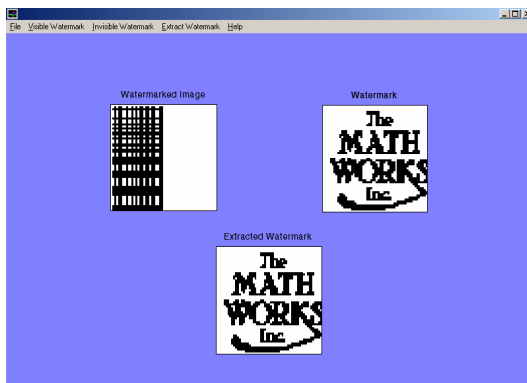 File Visible Watermark Invisible Watermark Extract Watermark Help
Watermarked Image
Watermark
The
MATH
WORKS
Inc.
Extracted Watermark
The
MATH
WORKS
Inc.